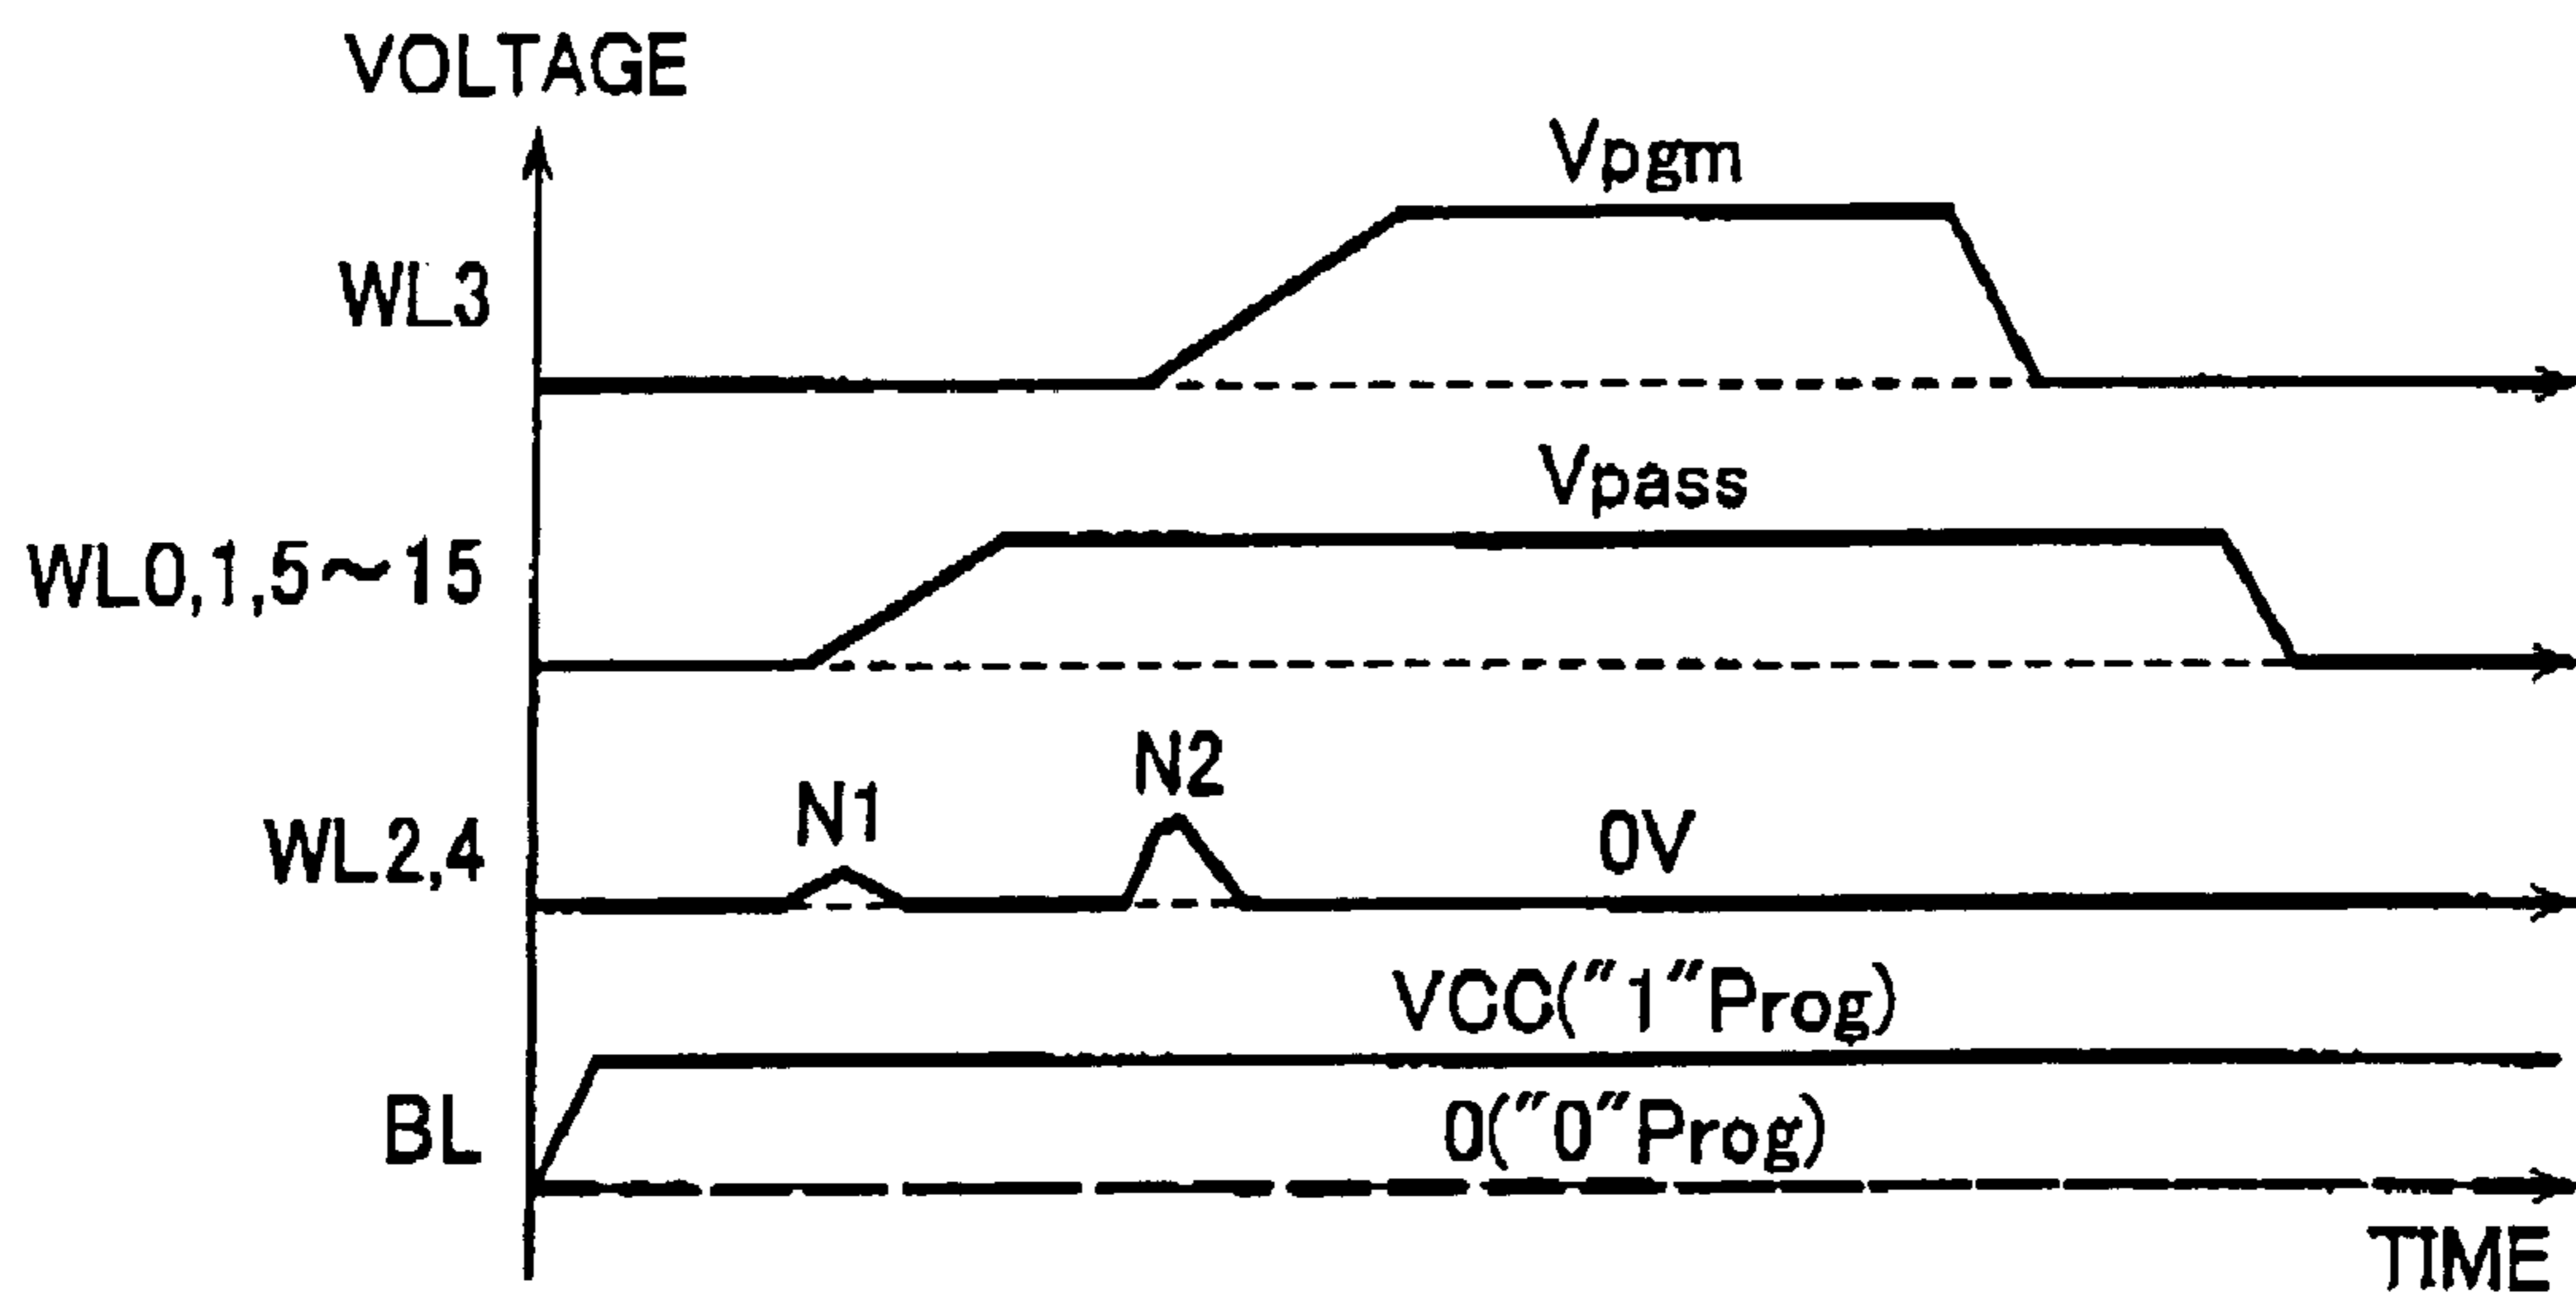 VOLTAGE
Vpgm
WL3
Vpass
WL0,1,5～15
N1
N2
0V
WL2,4
VCC("1"Prog)
BL
0("0"Prog)
TIME